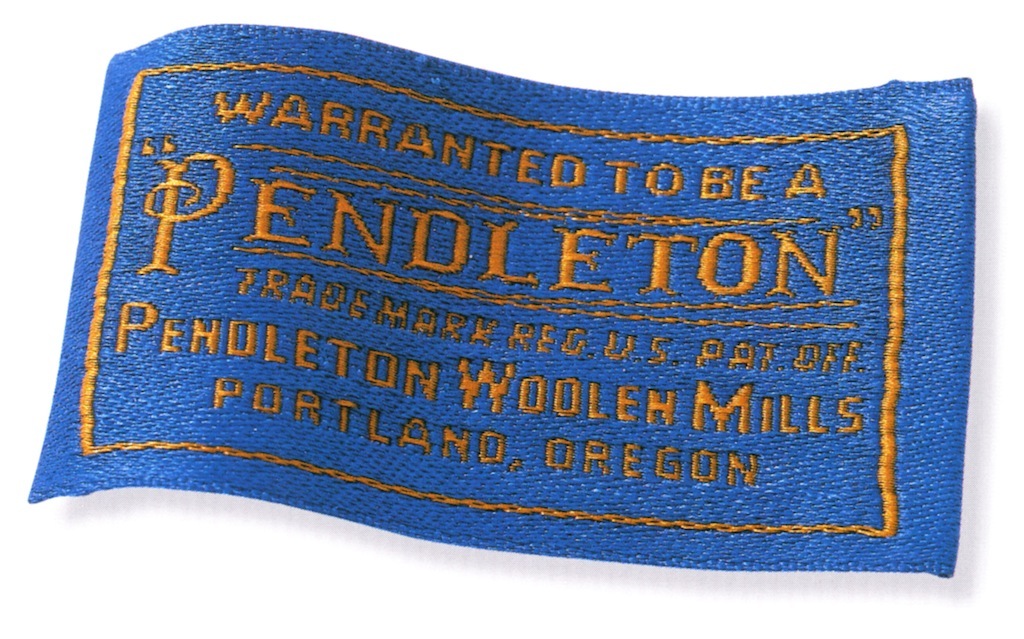 WARRANTED TO BE A
"PENDLETON"
TRADEMARK REG. U.S. PAT. OFF.
PENDLETON WOOLEN MILLS
PORTLAND, OREGON